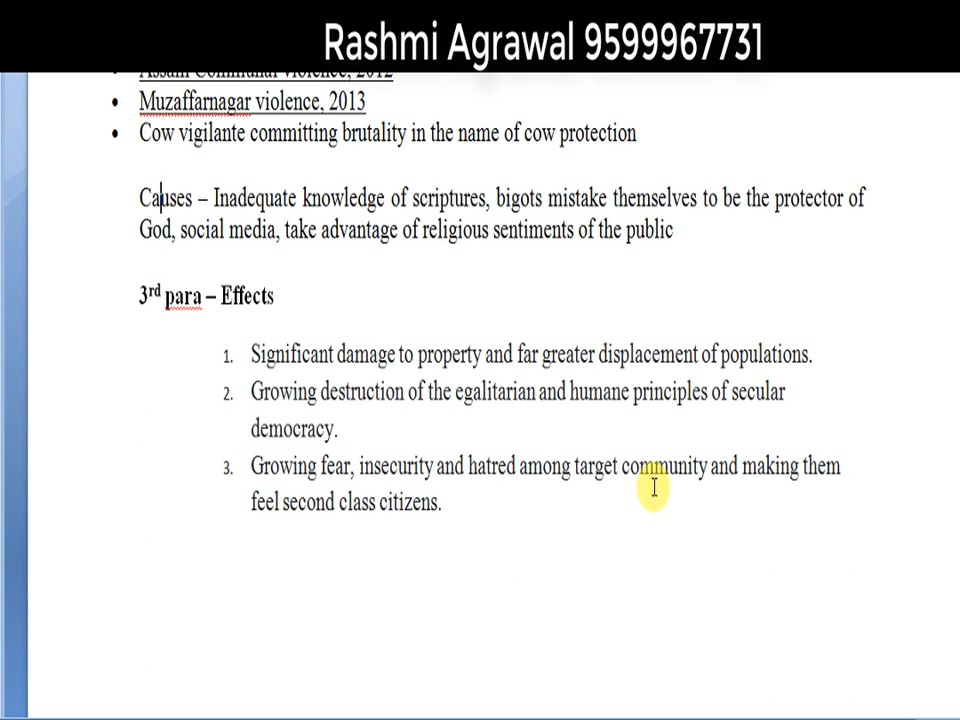 Rashmi Agrawal 9599967731
• Assam Communal violence, 2012
• Muzaffarnagar violence, 2013
• Cow vigilante committing brutality in the name of cow protection
Causes – Inadequate knowledge of scriptures, bigots mistake themselves to be the protector of
God, social media, take advantage of religious sentiments of the public
3rd para – Effects
1. Significant damage to property and far greater displacement of populations.
2. Growing destruction of the egalitarian and humane principles of secular
democracy.
3. Growing fear, insecurity and hatred among target community and making them
feel second class citizens.